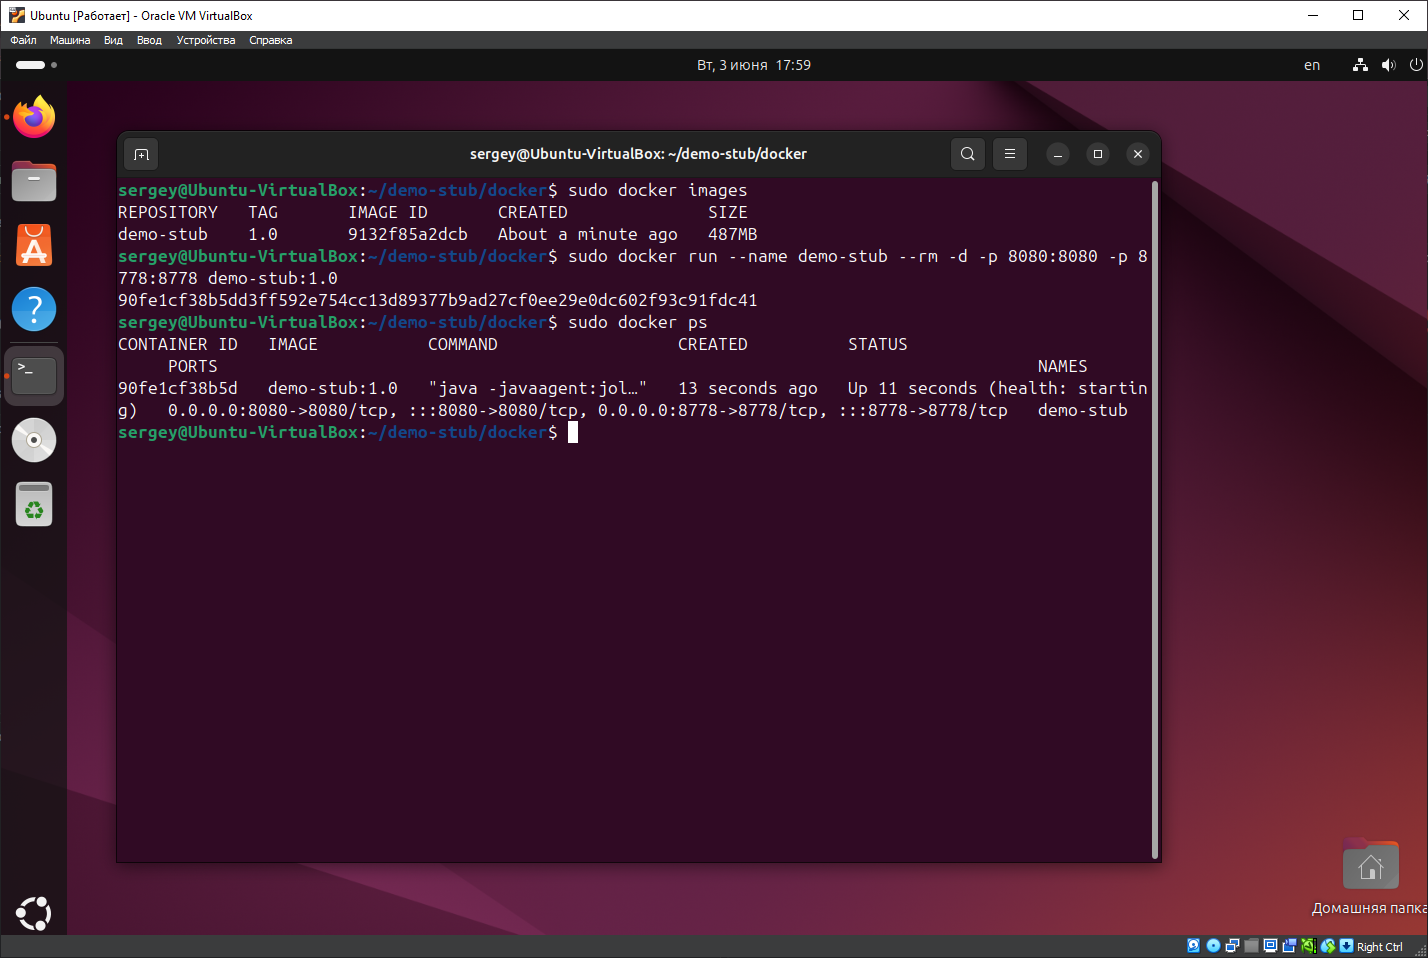 Ubuntu [Работает] - Oracle VM VirtualBox
Файл Машина Вид Ввод Устройства Справка
Вт, 3 июня 17:59
en
sergey@Ubuntu-VirtualBox: ~/demo-stub/docker
sergey@Ubuntu-VirtualBox:~/demo-stub/docker$ sudo docker images
REPOSITORY   TAG       IMAGE ID       CREATED              SIZE
demo-stub    1.0       9132f85a2dcb   About a minute ago   487MB
sergey@Ubuntu-VirtualBox:~/demo-stub/docker$ sudo docker run --name demo-stub --rm -d -p 8080:8080 -p 8
778:8778 demo-stub:1.0
90fe1cf38b5dd3ff592e754cc13d89377b9ad27cf0ee29e0dc602f93c91fdc41
sergey@Ubuntu-VirtualBox:~/demo-stub/docker$ sudo docker ps
CONTAINER ID   IMAGE           COMMAND                  CREATED          STATUS
     PORTS                                                                                  NAMES
90fe1cf38b5d   demo-stub:1.0   "java -javaagent:jol…"   13 seconds ago   Up 11 seconds (health: startin
g)   0.0.0.0:8080->8080/tcp, :::8080->8080/tcp, 0.0.0.0:8778->8778/tcp, :::8778->8778/tcp   demo-stub
sergey@Ubuntu-VirtualBox:~/demo-stub/docker$
Домашняя папка
Right Ctrl